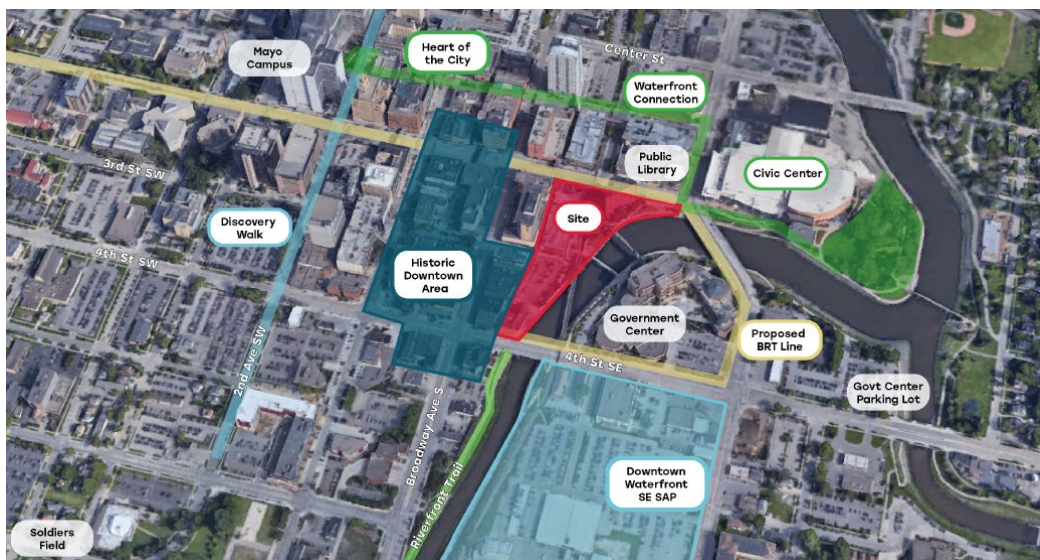 Mayo
Campus
Heart of
the City
Center St
Waterfront
Connection
Public
Library
Civic Center
3rd St SW
Site
Discovery
Walk
4th St SW
Historic
Downtown
Area
Government
Center
Proposed
BRT Line
2nd Ave SW
4th St SE
Govt Center
Parking Lot
Broadway Ave S
Riverfront Trail
Downtown
Waterfront
SE SAP
Soldiers
Field